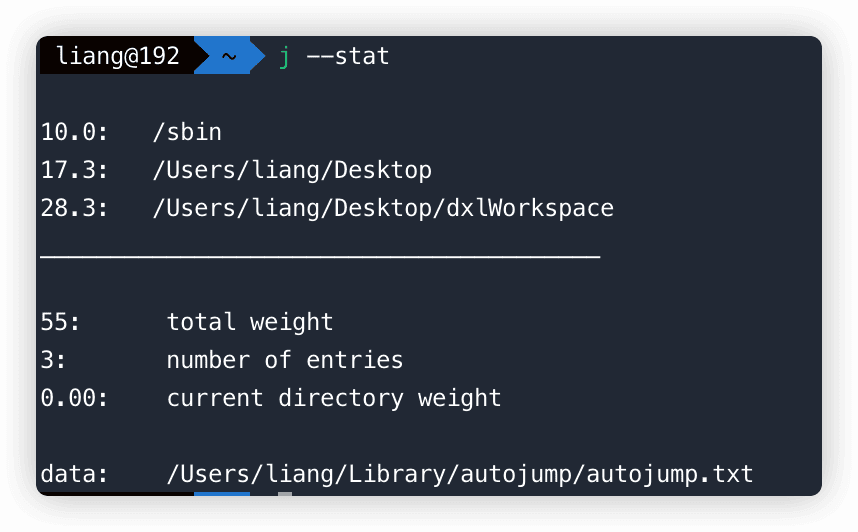 liang@192 ~ j --stat
10.0: /sbin
17.3: /Users/liang/Desktop
28.3: /Users/liang/Desktop/dxlWorkspace
________________________________________
55: total weight
3: number of entries
0.00: current directory weight
data: /Users/liang/Library/autojump/autojump.txt